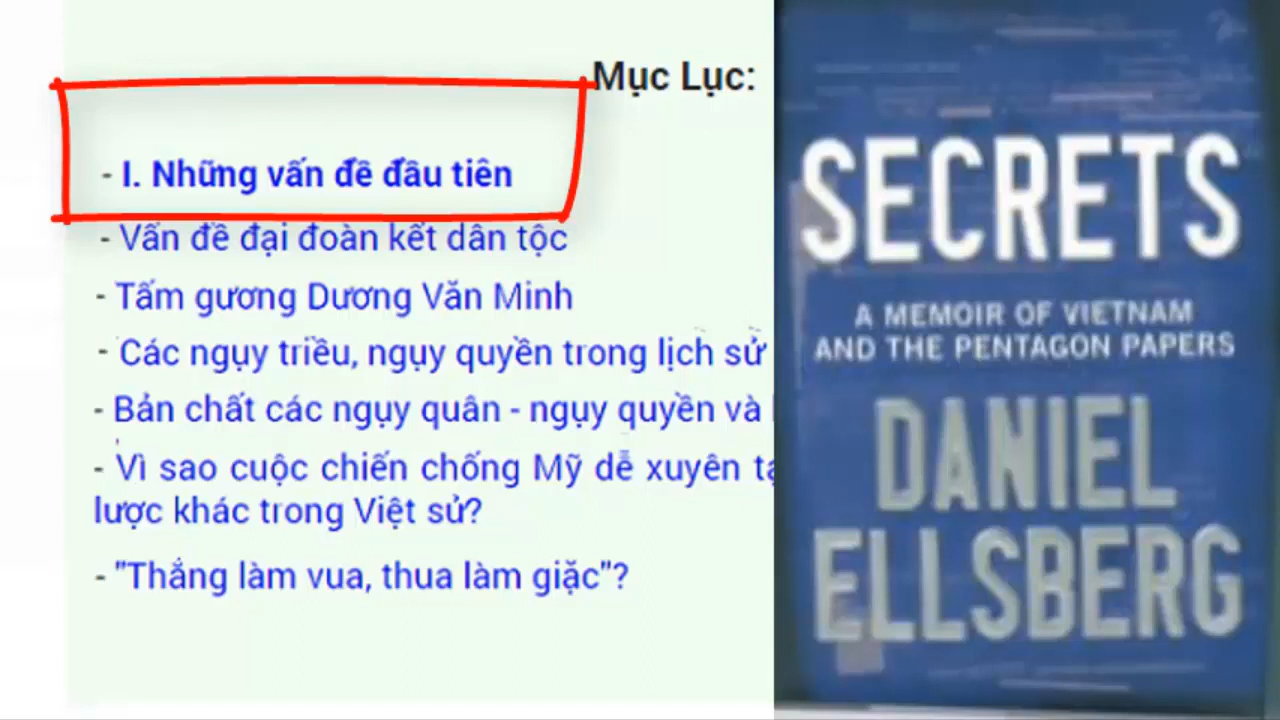 Mục Lục:
- I. Những vấn đề đầu tiên
- Vấn đề đại đoàn kết dân tộc
- Tấm gương Dương Văn Minh
- Các ngụy triều, ngụy quyền trong lịch sử
- Bản chất các ngụy quân - ngụy quyền và
- Vì sao cuộc chiến chống Mỹ dễ xuyên
lược khác trong Việt sử?
- "Thắng làm vua, thua làm giặc"?
SECRETS
A MEMOIR OF VIETNAM
AND THE PENTAGON PAPERS
DANIEL
ELLSBERG